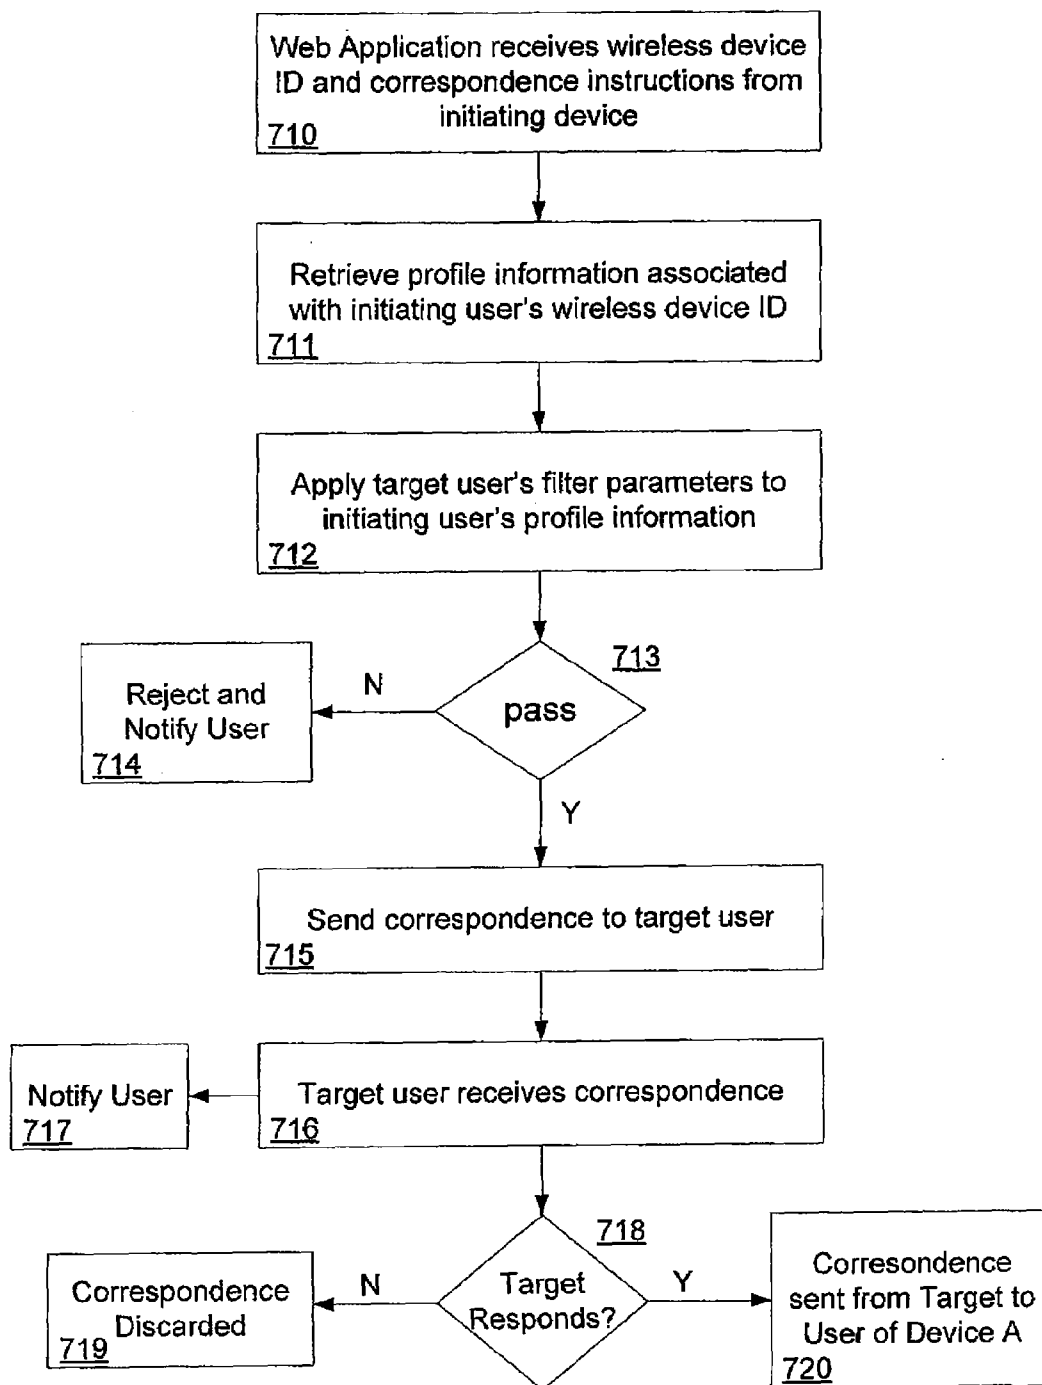 Web Application receives wireless device
ID and correspondence instructions from
initiating device
710
Retrieve profile information associated
with initiating user's wireless device ID
711
Apply target user's filter parameters to
initiating user's profile information
712
713
pass
N
Reject and
Notify User
714
Y
Send correspondence to target user
715
Target user receives correspondence
716
Notify User
717
718
Target
Responds?
N
Correspondence
Discarded
719
Y
Corresondence
sent from Target to
User of Device A
720